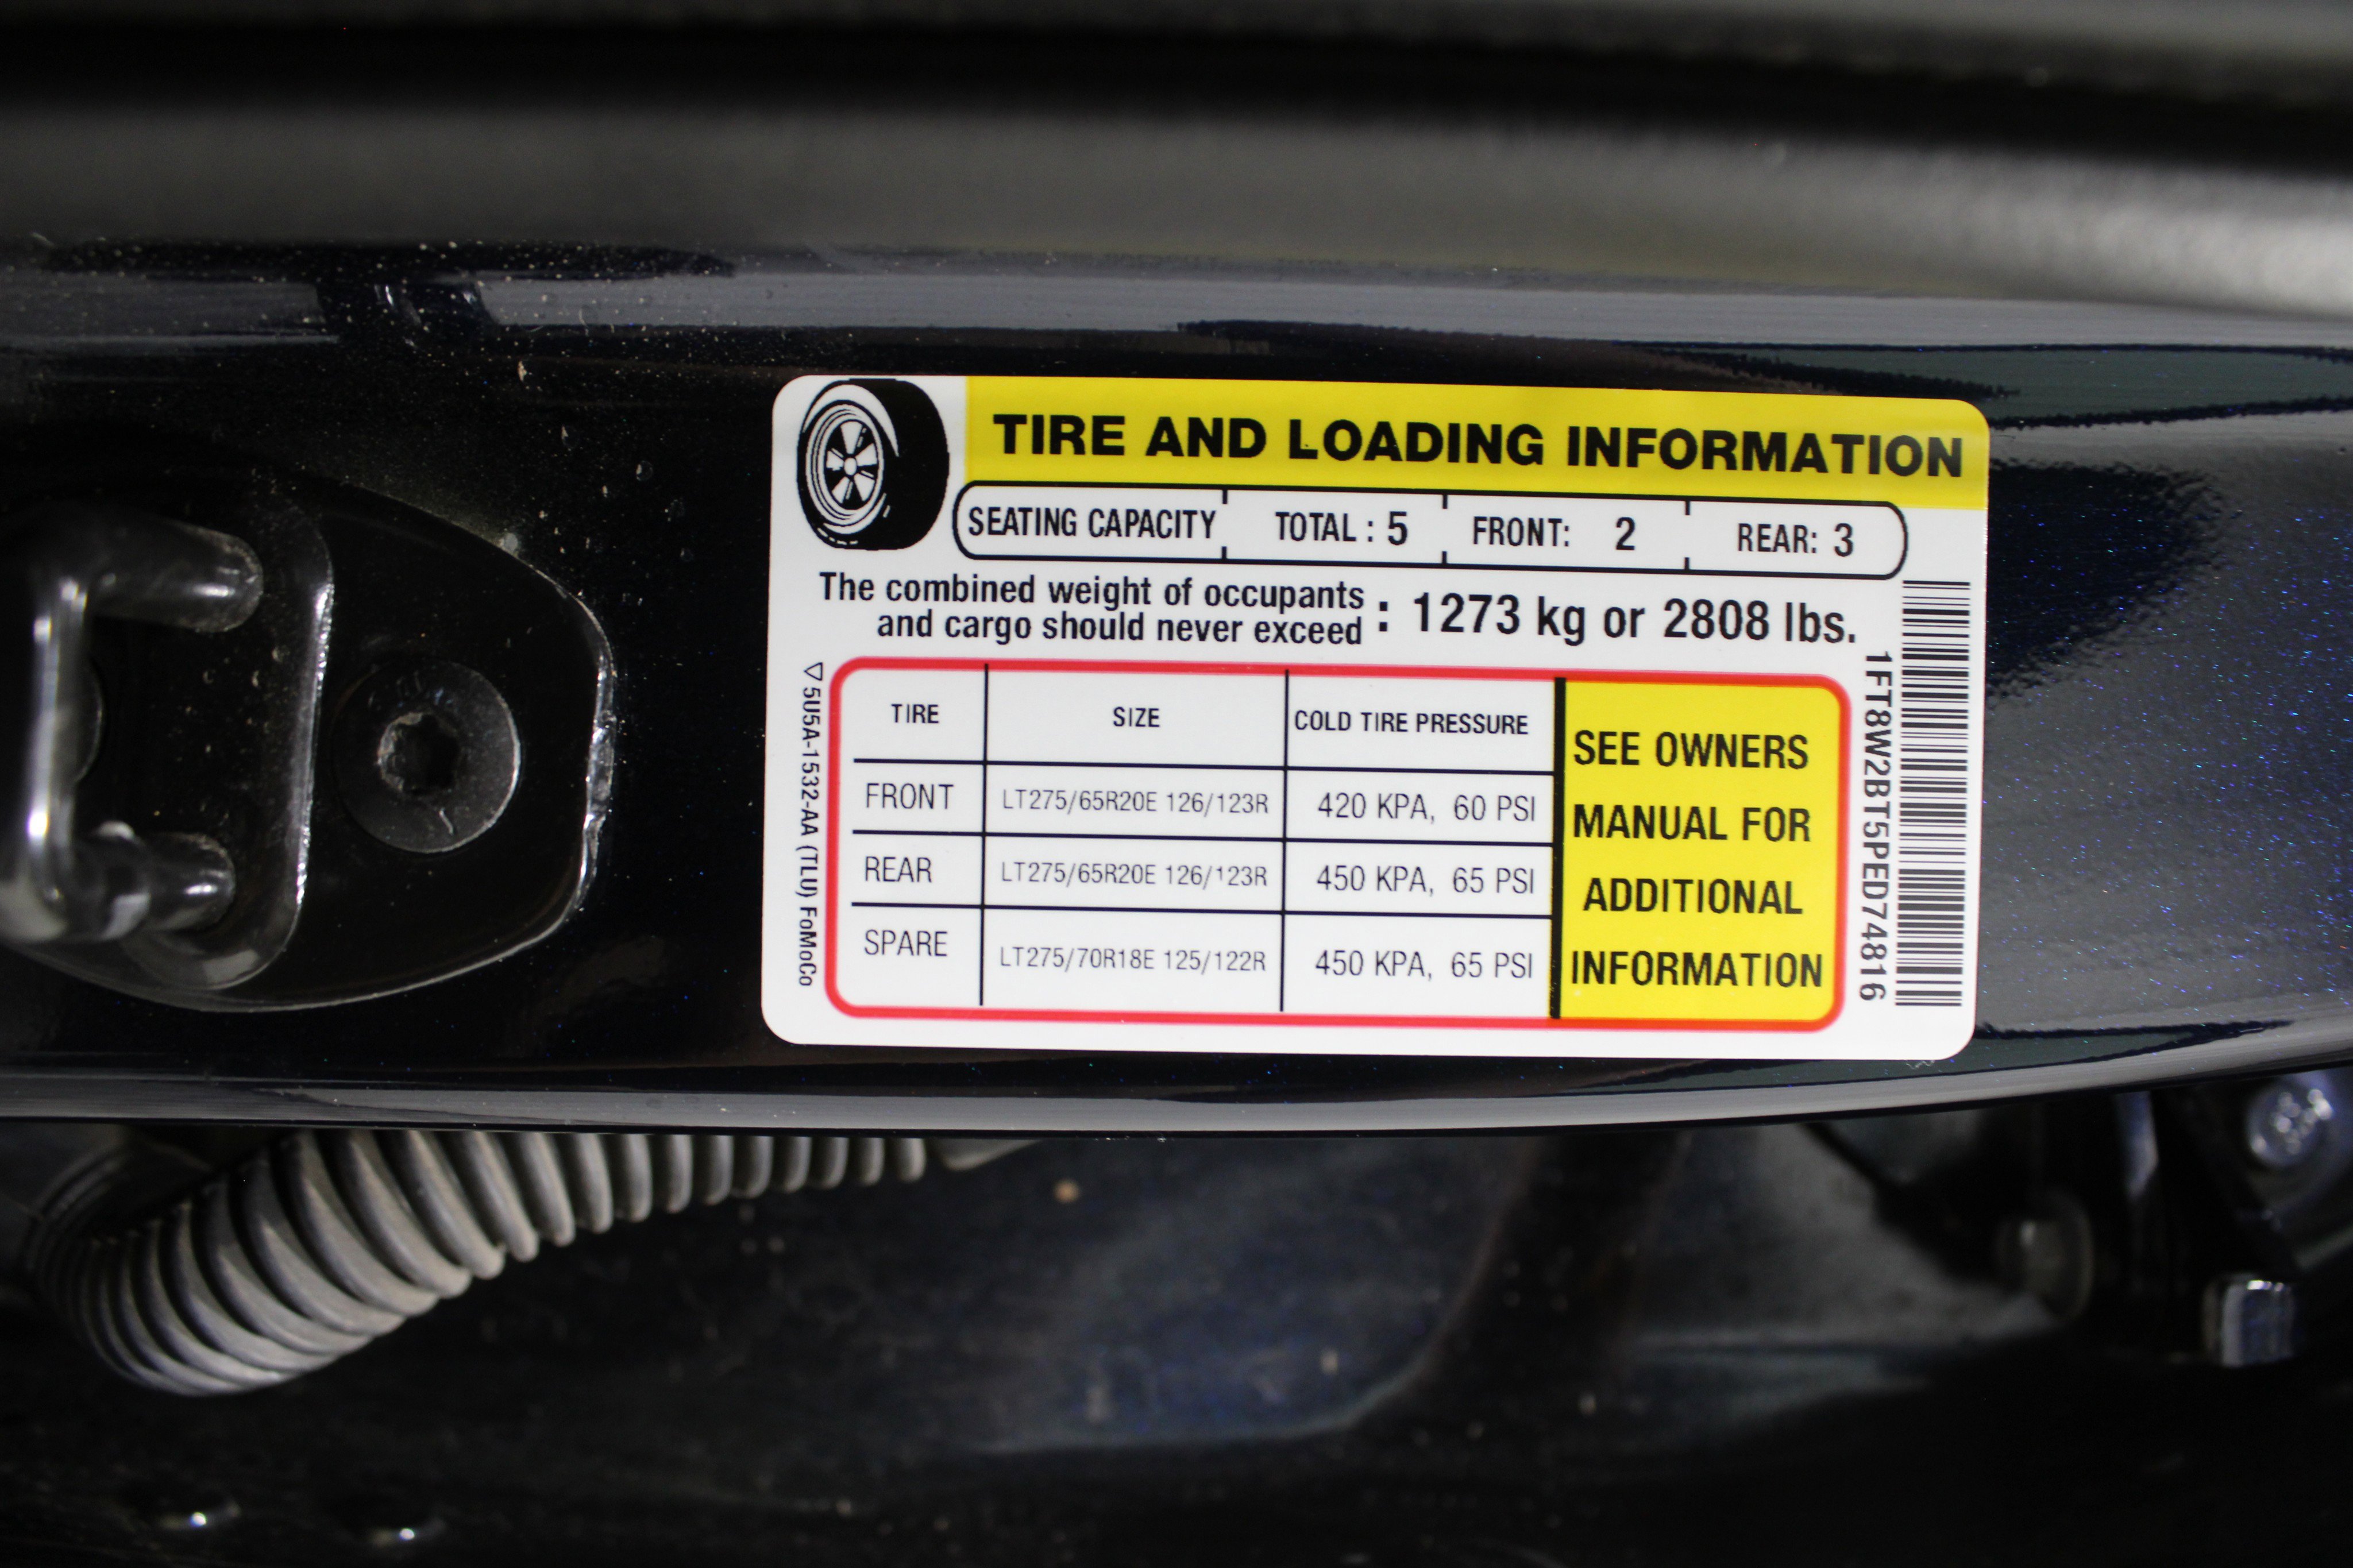 TIRE AND LOADING INFORMATION
SEATING CAPACITY TOTAL : 5 FRONT: 2 REAR: 3
The combined weight of occupants
and cargo should never exceed : 1273 kg or 2808 lbs.
TIRE SIZE COLD TIRE PRESSURE
FRONT LT275/65R20E 126/123R 420 KPA, 60 PSI
REAR LT275/65R20E 126/123R 450 KPA, 65 PSI
SPARE LT275/70R18E 125/122R 450 KPA, 65 PSI
SEE OWNERS
MANUAL FOR
ADDITIONAL
INFORMATION
5U5A-1532-AA (TLU) FoMoCo
1FT8W2BT5PED74816